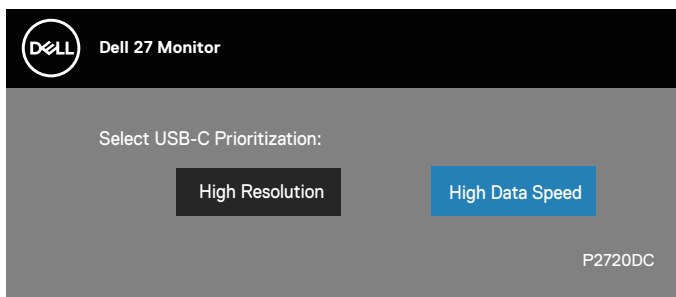 DELL
Dell 27 Monitor
Select USB-C Prioritization:
High Resolution
High Data Speed
P2720DC